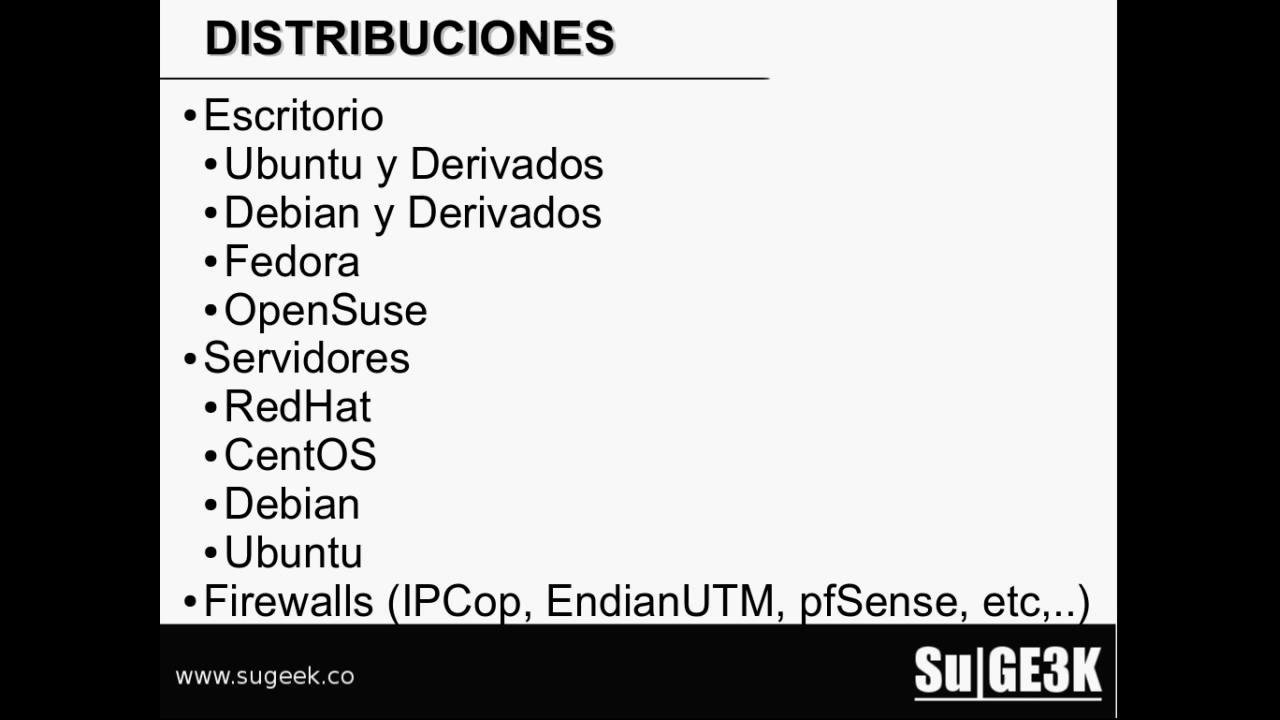 DISTRIBUCIONES
•Escritorio
•Ubuntu y Derivados
•Debian y Derivados
•Fedora
•OpenSuse
•Servidores
•RedHat
•CentOS
•Debian
•Ubuntu
•Firewalls (IPCop, EndianUTM, pfSense, etc,..)
www.sugeek.co
Su|GE3K